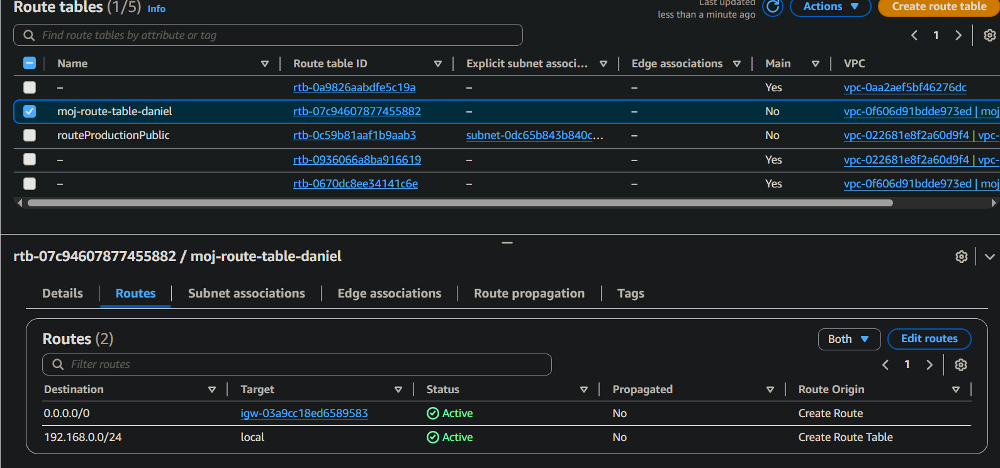 Route tables (1/5) Info
Last updated
less than a minute ago
Actions
Create route table
Find route tables by attribute or tag
1
Name Route table ID Explicit subnet associ... Edge associations Main VPC
– rtb-0a9826aabdfe5c19a – – Yes vpc-0aa2aef5bf46276dc
moj-route-table-daniel rtb-07c94607877455882 – – No vpc-0f606d91bdde973ed | moj
routeProductionPublic rtb-0c59b81aaf1b9aab3 subnet-0dc65b843b840c... – No vpc-022681e8f2a60d9f4 | vpc-
– rtb-0936066a8ba916619 – – Yes vpc-022681e8f2a60d9f4 | vpc-
– rtb-0670dc8ee34141c6e – – Yes vpc-0f606d91bdde973ed | moj
rtb-07c94607877455882 / moj-route-table-daniel
Details Routes Subnet associations Edge associations Route propagation Tags
Routes (2)
Both
Edit routes
Filter routes
1
Destination Target Status Propagated Route Origin
0.0.0.0/0 igw-03a9cc18ed6589583 Active No Create Route
192.168.0.0/24 local Active No Create Route Table